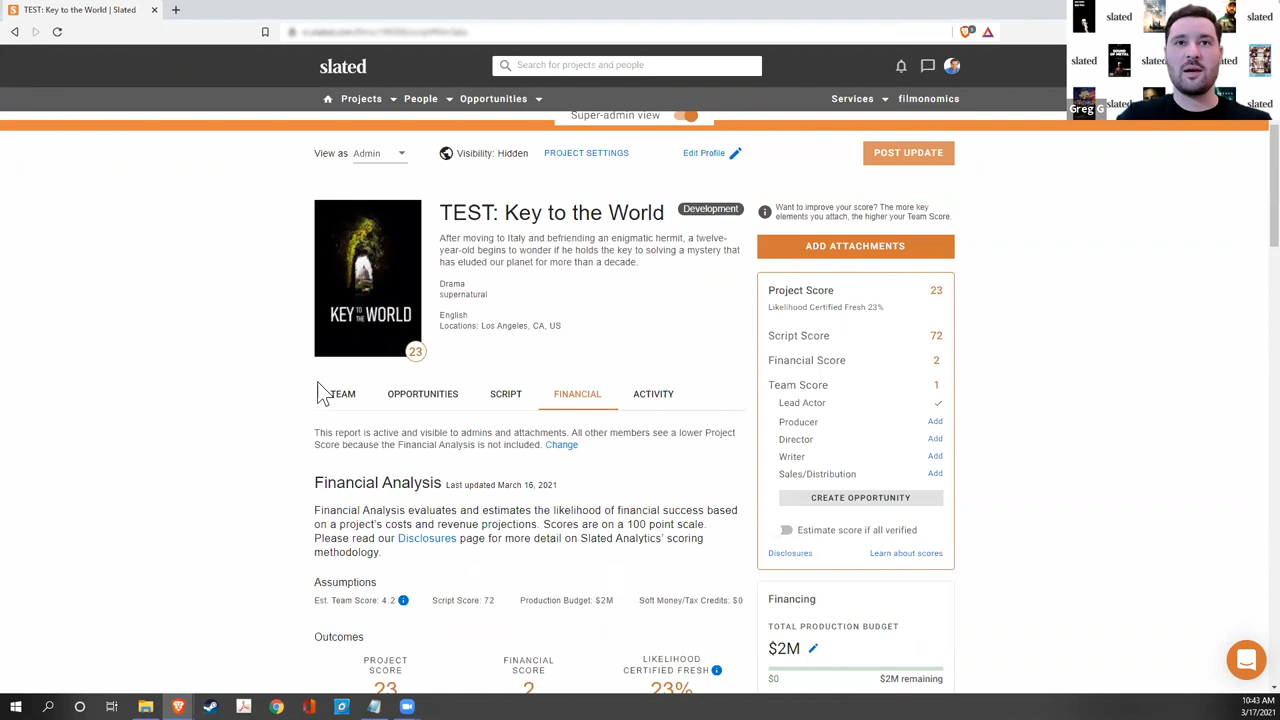 TEST: Key to the World | Slated
slated
Search for projects and people
Projects
People
Opportunities
Services
filmonomics
Super-admin view
View as Admin
Visibility: Hidden
PROJECT SETTINGS
Edit Profile
POST UPDATE
TEST: Key to the World
Development
After moving to Italy and befriending an enigmatic hermit, a twelve-
year-old begins to wonder if he holds the key to solving a mystery that
has eluded our planet for more than a decade.
Drama
supernatural
English
Locations: Los Angeles, CA, US
KEY TO THE WORLD
23
Want to improve your score? The more key
elements you attach, the higher your Team Score.
ADD ATTACHMENTS
Project Score 23
Likelihood Certified Fresh 23%
Script Score 72
Financial Score 2
Team Score 1
Lead Actor
Producer Add
Director Add
Writer Add
Sales/Distribution Add
CREATE OPPORTUNITY
Estimate score if all verified
Disclosures Learn about scores
TEAM
OPPORTUNITIES
SCRIPT
FINANCIAL
ACTIVITY
This report is active and visible to admins and attachments. All other members see a lower Project
Score because the Financial Analysis is not included. Change
Financial Analysis Last updated March 16, 2021
Financial Analysis evaluates and estimates the likelihood of financial success based
on a project's costs and revenue projections. Scores are on a 100 point scale.
Please read our Disclosures page for more detail on Slated Analytics' scoring
methodology.
Assumptions
Est. Team Score: 4.2 Script Score: 72 Production Budget: $2M Soft Money/Tax Credits: $0
Outcomes
PROJECT
SCORE
23
FINANCIAL
SCORE
2
LIKELIHOOD
CERTIFIED FRESH
23%
Financing
TOTAL PRODUCTION BUDGET
$2M
$0 $2M remaining
slated
slated
SOUND OF METAL
slated
slated
Greg G
10:43 AM
3/17/2021